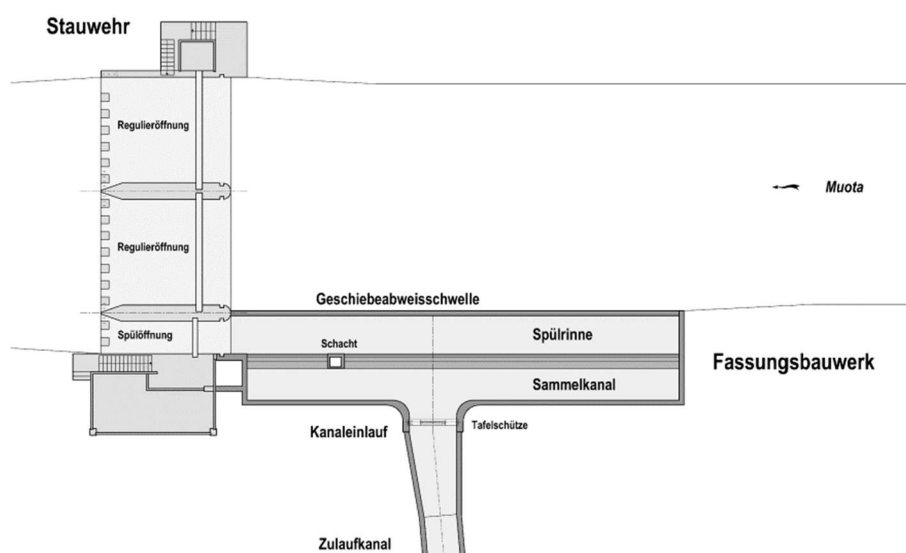 Stauwehr
Regulieröffnung
Muota
Regulieröffnung
Geschiebeabweisschwelle
Spülöffnung
Schacht
Spülrinne
Fassungsbauwerk
Sammelkanal
Kanaleinlauf
Tafelschütze
Zulaufkanal